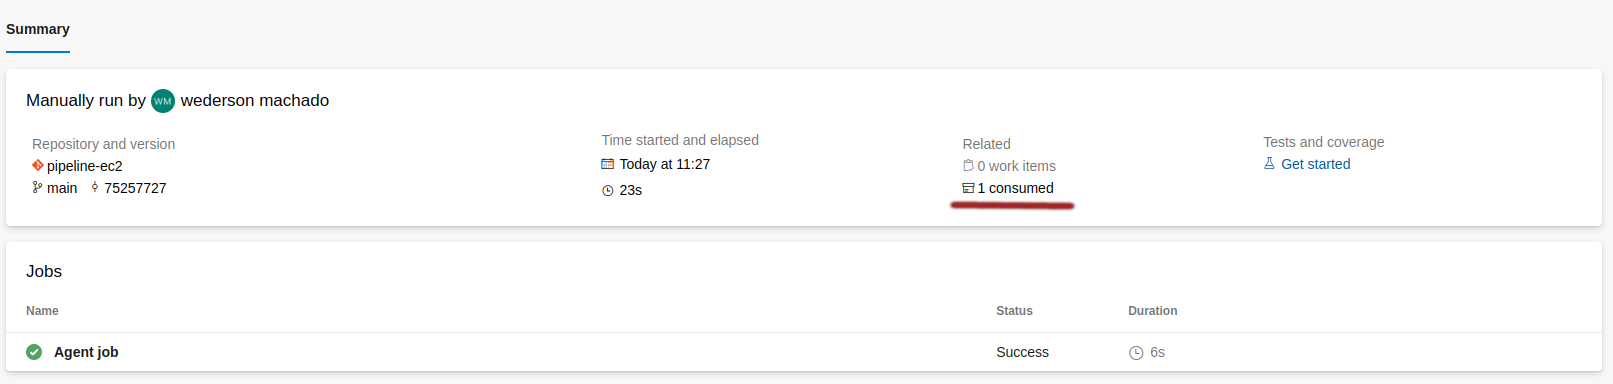 Summary
Manually run by WM wederson machado
Repository and version
pipeline-ec2
main 75257727
Time started and elapsed
Today at 11:27
23s
Related
0 work items
1 consumed
Tests and coverage
Get started
Jobs
Name Status Duration
Agent job Success 6s